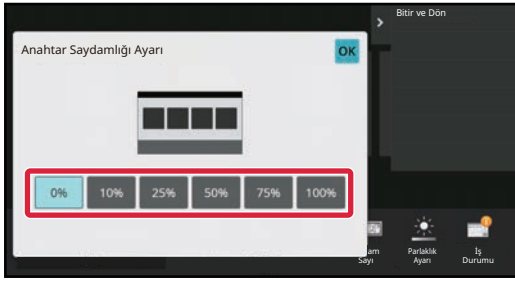 Bitir ve Dön
Anahtar Saydamlığı Ayarı
OK
0% 10% 25% 50% 75% 100%
Sayı
Parlaklık
Ayarı
İş
Durumu